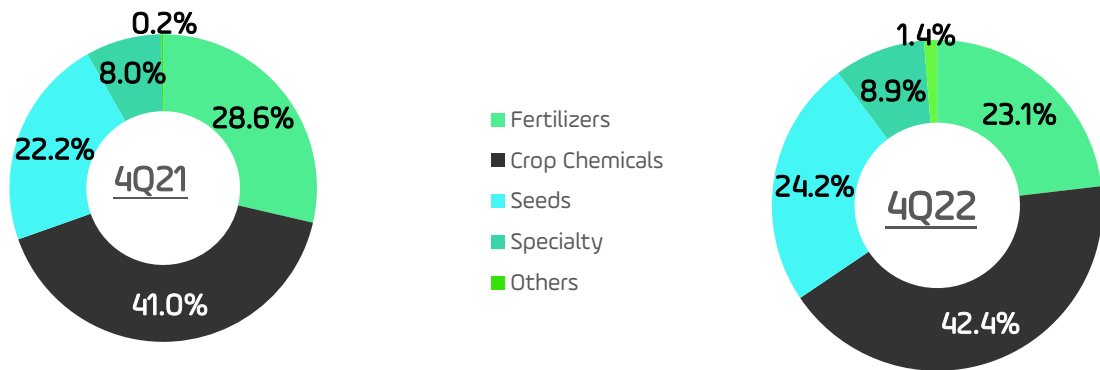 0.2%
8.0%
28.6%
22.2%
4Q21
41.0%
Fertilizers
Crop Chemicals
Seeds
Specialty
Others
1.4%
8.9%
23.1%
24.2%
4Q22
42.4%